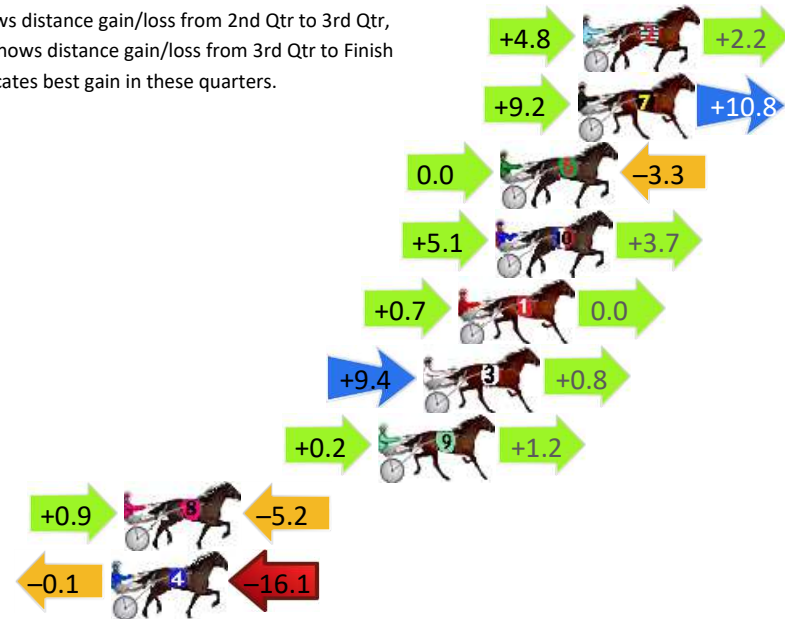 ws distance gain/loss from 2nd Qtr to 3rd Qtr,
hows distance gain/loss from 3rd Qtr to Finish
cates best gain in these quarters.
+4.8 +2.2
+9.2 7 +10.8
0.0 –3.3
+5.1 10 +3.7
+0.7 1 0.0
+9.4 3 +0.8
+0.2 9 +1.2
+0.9 8 –5.2
–0.1 4 –16.1